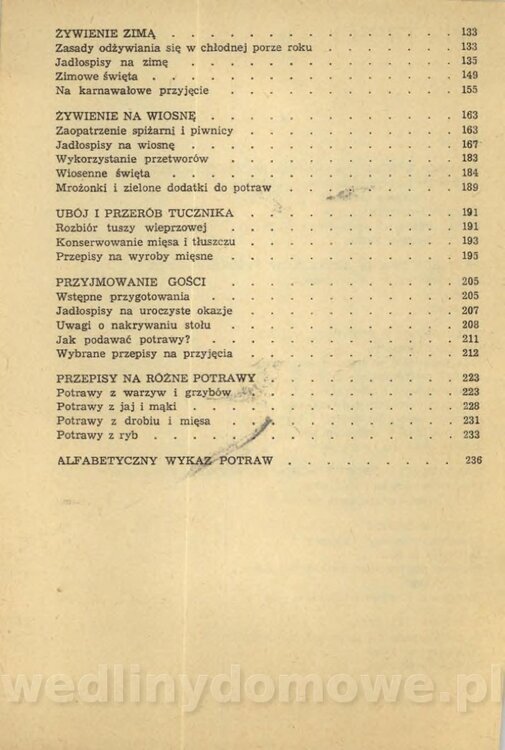 ŻYWIENIE ZIMĄ . . . . . . . . . . . . . . 133
Zasady odżywiania się w chłodnej porze roku . . . . . . . 133
Jadłospisy na zimę . . . . . . . . . . . . . 135
Zimowe święta . . . . . . . . . . . . . . 149
Na karnawałowe przyjęcie . . . . . . . . . . . . 155
ŻYWIENIE NA WIOSNĘ . . . . . . . . . . . . 163
Zaopatrzenie spiżarni i piwnicy . . . . . . . . . . 163
Jadłospisy na wiosnę . . . . . . . . . . . . 167
Wykorzystanie przetworów . . . . . . . . . . . 183
Wiosenne święta . . . . . . . . . . . . . 184
Mrożonki i zielone dodatki do potraw . . . . . . . . . 189
UBÓJ I PRZERÓB TUCZNIKA . . . . . . . . . . 191
Rozbiór tuszy wieprzowej . . . . . . . . . . . 191
Konserwowanie mięsa i tłuszczu . . . . . . . . . . 193
Przepisy na wyroby mięsne . . . . . . . . . . . 195
PRZYJMOWANIE GOŚCI . . . . . . . . . . . 205
Wstępne przygotowania . . . . . . . . . . . . 205
Jadłospisy na uroczyste okazje . . . . . . . . . . 207
Uwagi o nakrywaniu stołu . . . . . . . . . . . 208
Jak podawać potrawy? . . . . . . . . . . . . 211
Wybrane przepisy na przyjęcia . . . . . . . . . . 212
PRZEPISY NA RÓŻNE POTRAWY . . . . . . . . . 223
Potrawy z warzyw i grzybów . . . . . . . . . . 223
Potrawy z jaj i mąki . . . . . . . . . . . . 228
Potrawy z drobiu i mięsa . . . . . . . . . . . 231
Potrawy z ryb . . . . . . . . . . . . . . 233
ALFABETYCZNY WYKAZ POTRAW . . . . . . . . . 236
wedlinydomowe.pl